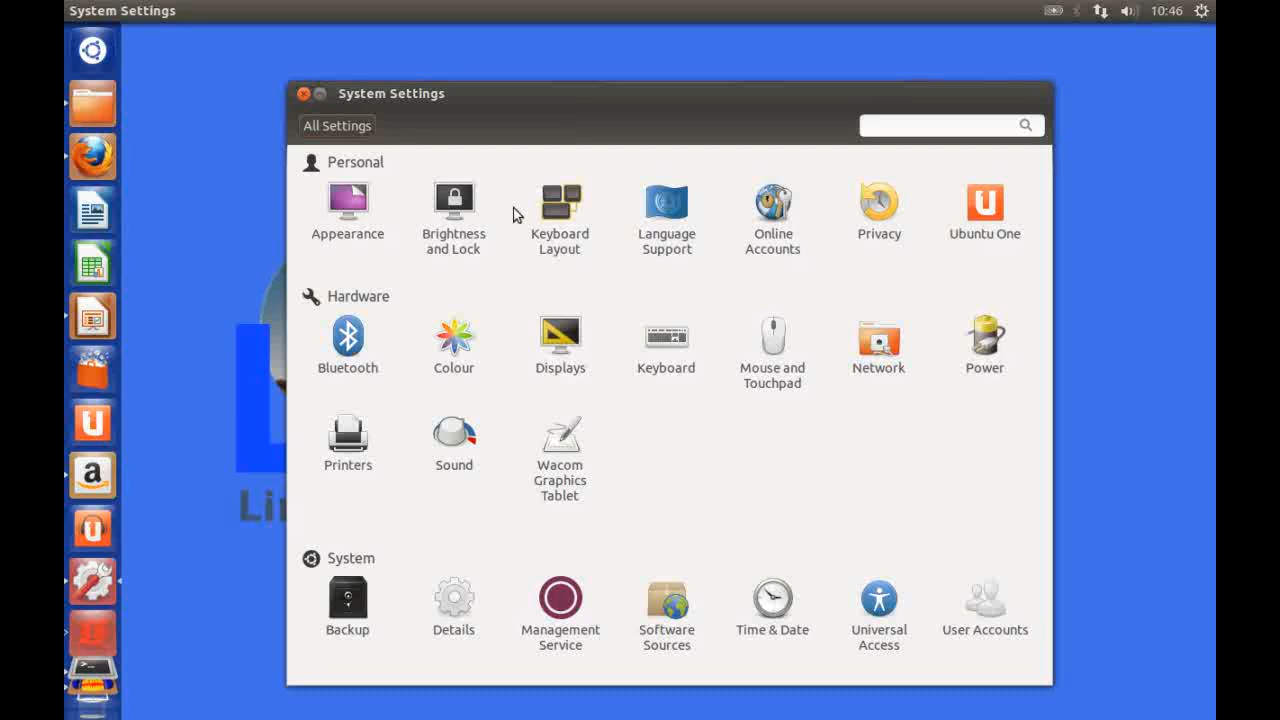 System Settings
10:46
System Settings
All Settings
Personal
Appearance
Brightness
and Lock
Keyboard
Layout
Language
Support
Online
Accounts
Privacy
Ubuntu One
Hardware
Bluetooth
Colour
Displays
Keyboard
Mouse and
Touchpad
Network
Power
Printers
Sound
Wacom
Graphics
Tablet
System
Backup
Details
Management
Service
Software
Sources
Time & Date
Universal
Access
User Accounts